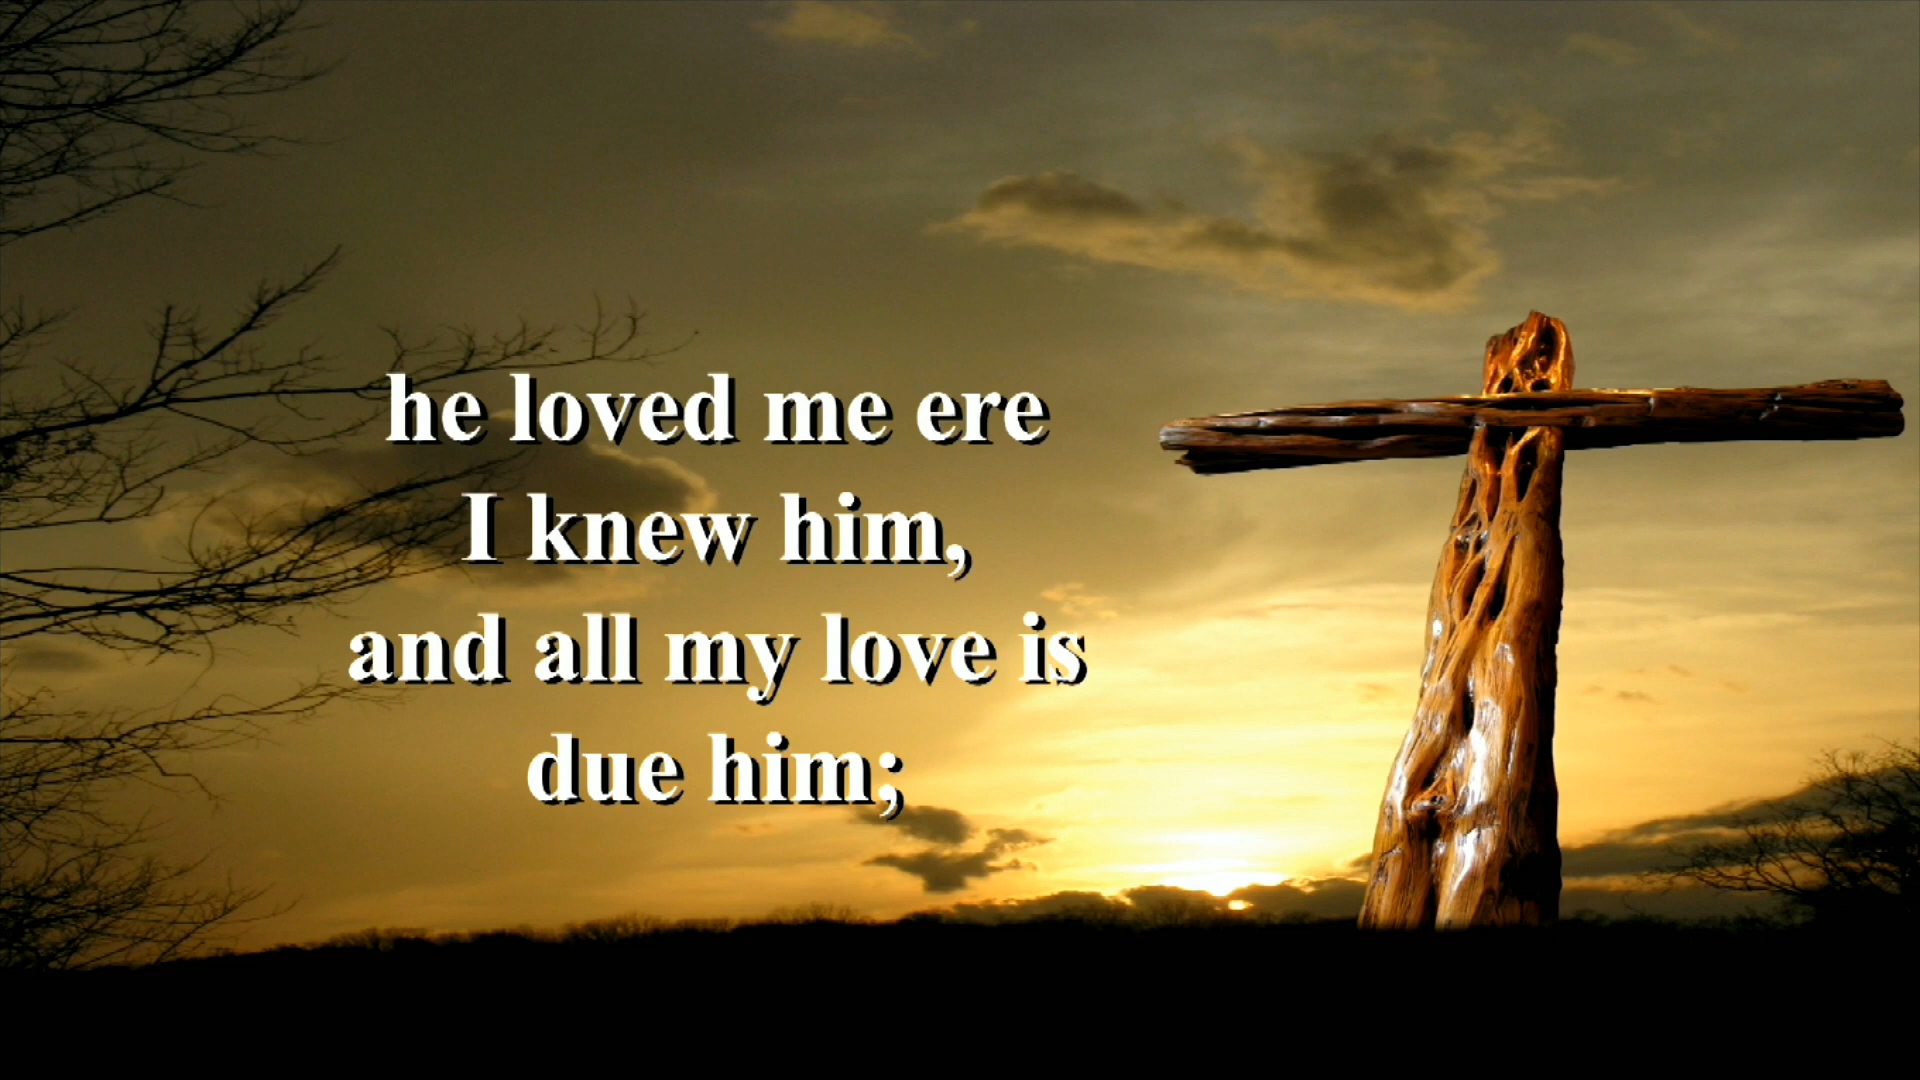 he loved me ere
I knew him,
and all my love is
due him;